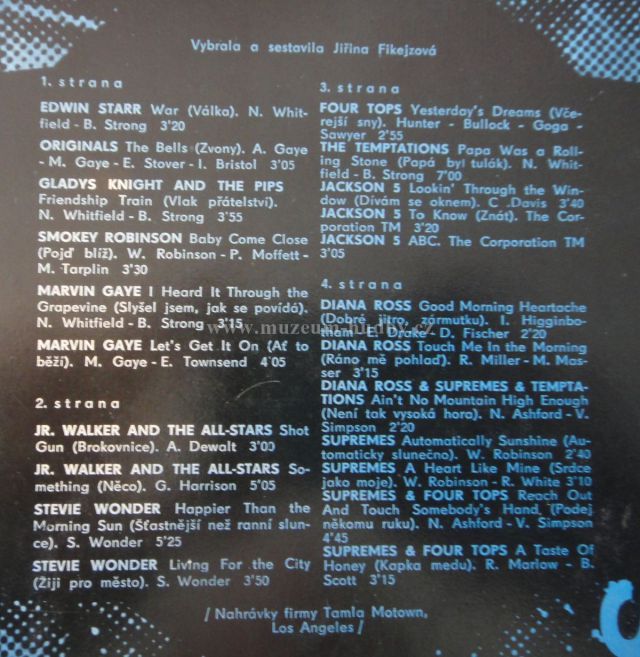 Vybrala a sestavila Jiřina Fikejzová
1. strana
EDWIN STARR War (Válka). N. Whit-
field - B. Strong 3'20
ORIGINALS The Bells (Zvony). A. Gaye
- M. Gaye - E. Stover - I. Bristol 3'05
GLADYS KNIGHT AND THE PIPS
Friendship Train (Vlak přátelství).
N. Whitfield - B. Strong 3'55
SMOKEY ROBINSON Baby Come Close
(Pojď blíž). W. Robinson - P. Moffett-
M. Tarplin 3'30
MARVIN GAYE I Heard It Through the
Grapevine (Slyšel jsem, jak se povídá).
N. Whitfield - B. Strong 3'15
MARVIN GAYE Let's Get It On (Ať to
běží). M. Gaye - E. Townsend 4'05
2. strana
JR. WALKER AND THE ALL-STARS Shot
Gun (Brokovnice). A. Dewalt 3'00
JR. WALKER AND THE ALL-STARS So-
mething (Něco). G. Harrison 5'05
STEVIE WONDER Happier Than the
Morning Sun (Šťastnější než ranní slun-
ce). S. Wonder 5'25
STEVIE WONDER Living For the City
(Žiji pro město). S. Wonder 3'50
3. strana
FOUR TOPS Yesterday's Dreams (Vče-
rejší sny). Hunter - Bullock - Goga -
Sawyer 2'55
THE TEMPTATIONS Papa Was a Roll-
ing Stone (Papá byl tulák). N. Whit-
field - B. Strong 7'00
JACKSON 5 Lookin' Through the Win-
dow (Dívám se oknem). C .Davis 3'40
JACKSON 5 To Know (Znát). The Cor-
poration TM 3'20
JACKSON 5 ABC. The Corporation TM
3'05
4. strana
DIANA ROSS Good Morning Heartache
(Dobré jitro, zármutku). I. Higginbo-
tham - E. Drake - D. Fischer 2'20
DIANA ROSS Touch Me In the Morning
(Ráno mě pohlaď). R. Miller - M. Mas-
ser 3'15
DIANA ROSS & SUPREMES & TEMPTA-
TIONS Ain't No Mountain High Enough
(Není tak vysoká hora). N. Ashford - V.
Simpson 2'20
SUPREMES Automatically Sunshine (Au-
tomaticky slunečno). W. Robinson 2'40
SUPREMES A Heart Like Mine (Srdce
jako moje). W. Robinson - R. White 3'10
SUPREMES & FOUR TOPS Reach Out
And Touch Somebody's Hand (Podej
někomu ruku). N. Ashford - V. Simpson
4'45
SUPREMES & FOUR TOPS A Taste Of
Honey (Kapka medu). R. Marlow - B.
Scott 3'15
/ Nahrávky firmy Tamla Motown,
Los Angeles /
www.muzeumhudby.cz